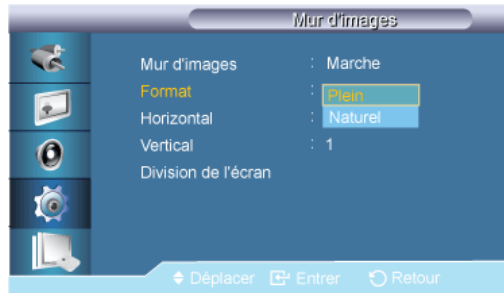 Mur d'images
Mur d'images : Marche
Format : Plein
Naturel
Horizontal :
Vertical : 1
Division de l'écran
Déplacer Entrer Retour